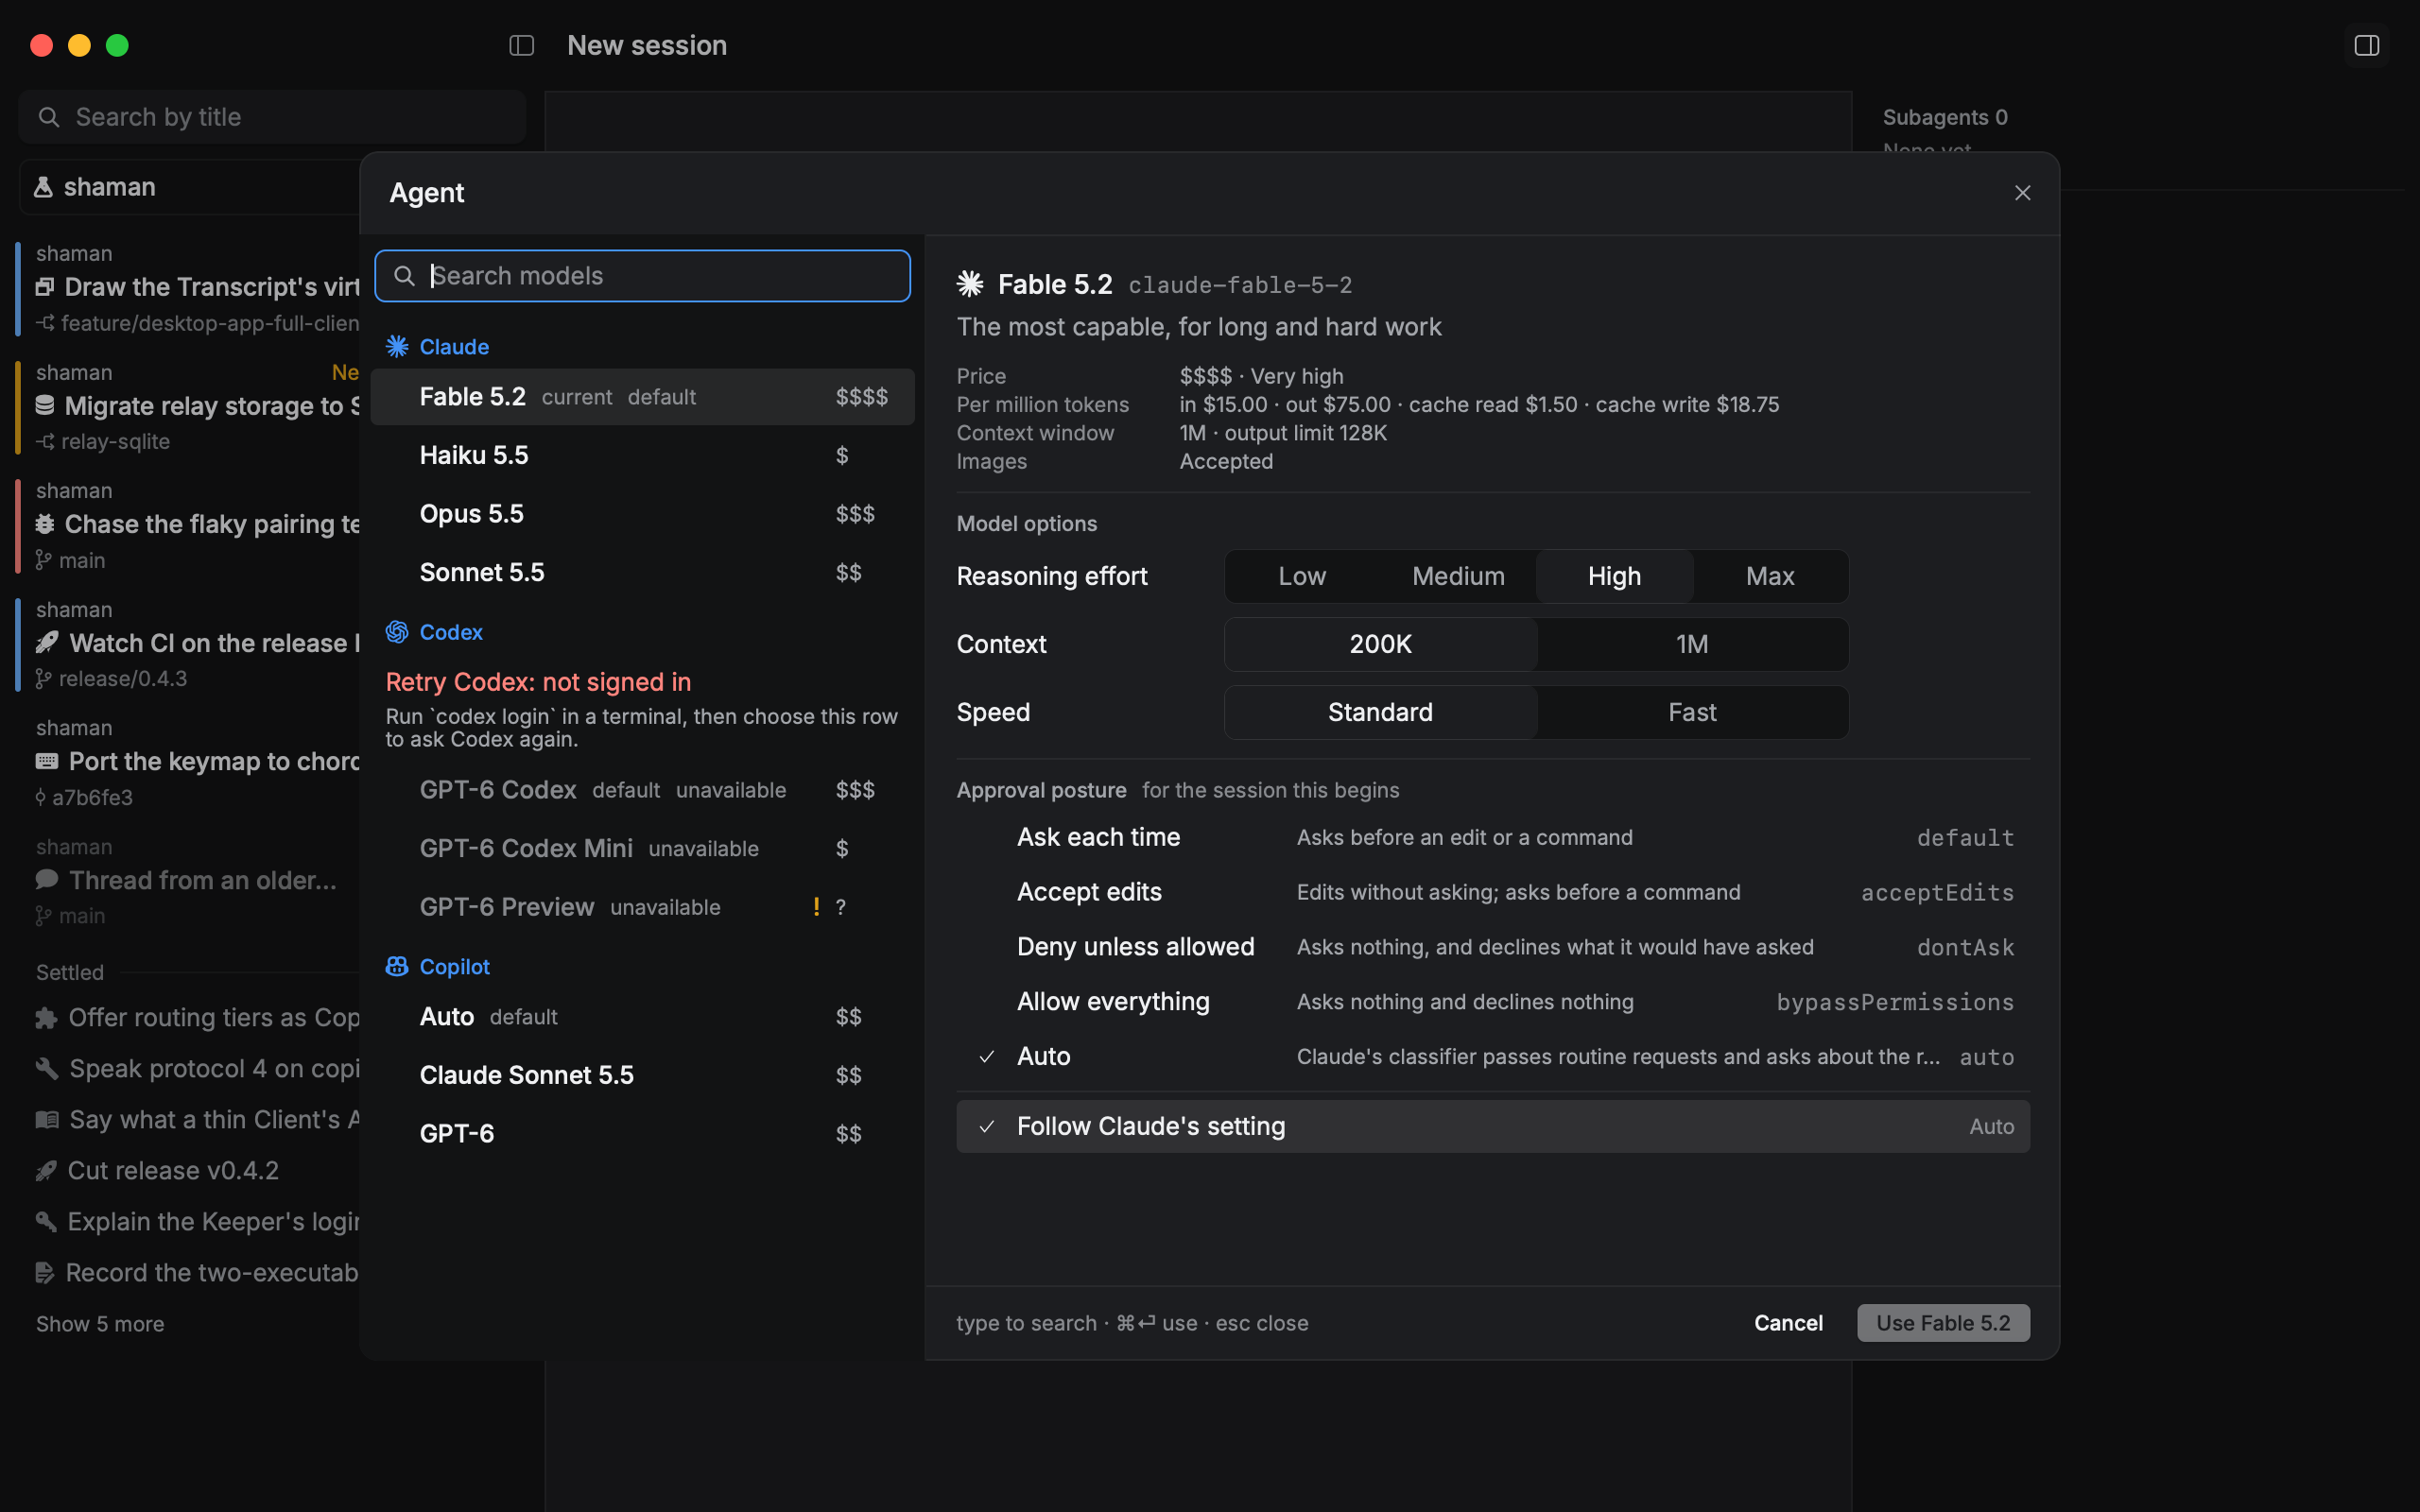 New session
Search by title
shaman
shaman
Draw the Transcript's virt
feature/desktop-app-full-clien
shaman
Ne
Migrate relay storage to S
relay-sqlite
shaman
Chase the flaky pairing te
main
shaman
Watch CI on the release
release/0.4.3
shaman
Port the keymap to chord
a7b6fe3
shaman
Thread from an older...
main
Settled
Offer routing tiers as Cop
Speak protocol 4 on copi
Say what a thin Client's A
Cut release v0.4.2
Explain the Keeper's login
Record the two-executab
Show 5 more
Subagents 0
None yet
Agent
Search models
Claude
Fable 5.2 current default $$$$
Haiku 5.5 $
Opus 5.5 $$$
Sonnet 5.5 $$
Codex
Retry Codex: not signed in
Run `codex login` in a terminal, then choose this row
to ask Codex again.
GPT-6 Codex default unavailable $$$
GPT-6 Codex Mini unavailable $
GPT-6 Preview unavailable ! ?
Copilot
Auto default $$
Claude Sonnet 5.5 $$
GPT-6 $$
Fable 5.2 claude-fable-5-2
The most capable, for long and hard work
Price $$$$ · Very high
Per million tokens in $15.00 · out $75.00 · cache read $1.50 · cache write $18.75
Context window 1M · output limit 128K
Images Accepted
Model options
Reasoning effort Low Medium High Max
Context 200K 1M
Speed Standard Fast
Approval posture for the session this begins
Ask each time Asks before an edit or a command default
Accept edits Edits without asking; asks before a command acceptEdits
Deny unless allowed Asks nothing, and declines what it would have asked dontAsk
Allow everything Asks nothing and declines nothing bypassPermissions
Auto Claude's classifier passes routine requests and asks about the r... auto
Follow Claude's setting Auto
type to search · ⌘⏎ use · esc close
Cancel
Use Fable 5.2